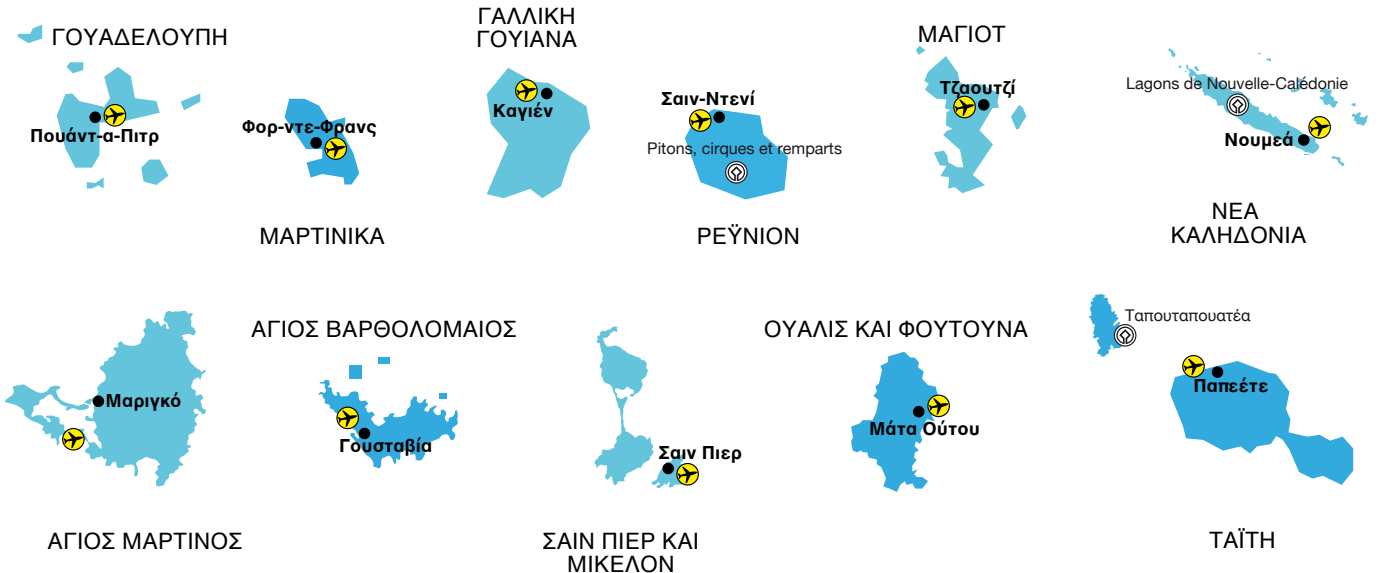 ΓΟΥΑΔΕΛΟΥΠΗ
Πουάντ-α-Πιτρ
Φορ-ντε-Φρανς
ΜΑΡΤΙΝΙΚΑ
ΓΑΛΛΙΚΗ
ΓΟΥΙΑΝΑ
Καγιέν
Σαιν-Ντενί
Pitons, cirques et remparts
ΡΕΫΝΙΟΝ
ΜΑΓΙΟΤ
Τζαουτζί
Lagons de Nouvelle-Calédonie
Νουμεά
ΝΕΑ
ΚΑΛΗΔΟΝΙΑ
Μαριγκό
ΑΓΙΟΣ ΜΑΡΤΙΝΟΣ
ΑΓΙΟΣ ΒΑΡΘΟΛΟΜΑΙΟΣ
Γουσταβία
Σαιν Πιερ
ΣΑΙΝ ΠΙΕΡ ΚΑΙ
ΜΙΚΕΛΟΝ
ΟΥΑΛΙΣ ΚΑΙ ΦΟΥΤΟΥΝΑ
Μάτα Ούτου
Ταπουταπουατέα
Παπεέτε
ΤΑΪΤΗ